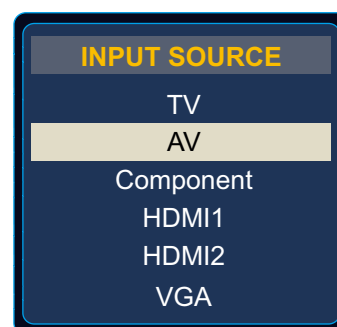 INPUT SOURCE
TV
AV
Component
HDMI1
HDMI2
VGA